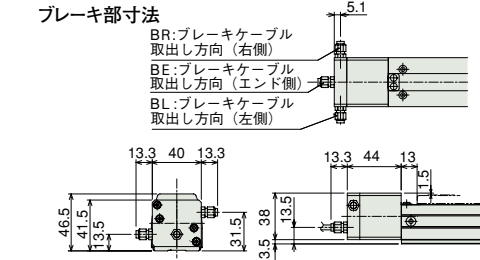 ブレーキ部寸法
5.1
BR:ブレーキケーブル
取出し方向（右側）
BE:ブレーキケーブル
取出し方向（エンド側）
BL:ブレーキケーブル
取出し方向（左側）
13.3 40 13.3
46.5
41.5
13.5
31.5
13.3 44 13
1.5
38
13.5
3.5